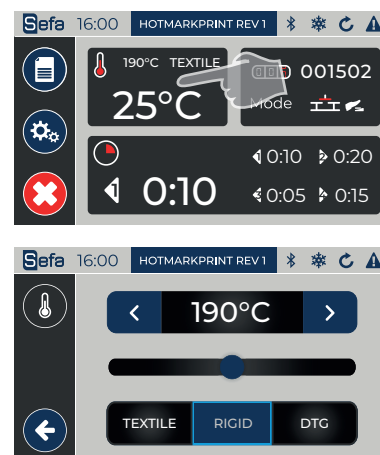 Sefa 16:00 HOTMARKPRINT REV 1
190°C TEXTILE
25°C
001502
Mode
0:10
0:10 0:20
0:05 0:15
Sefa 16:00 HOTMARKPRINT REV 1
190°C
TEXTILE RIGID DTG